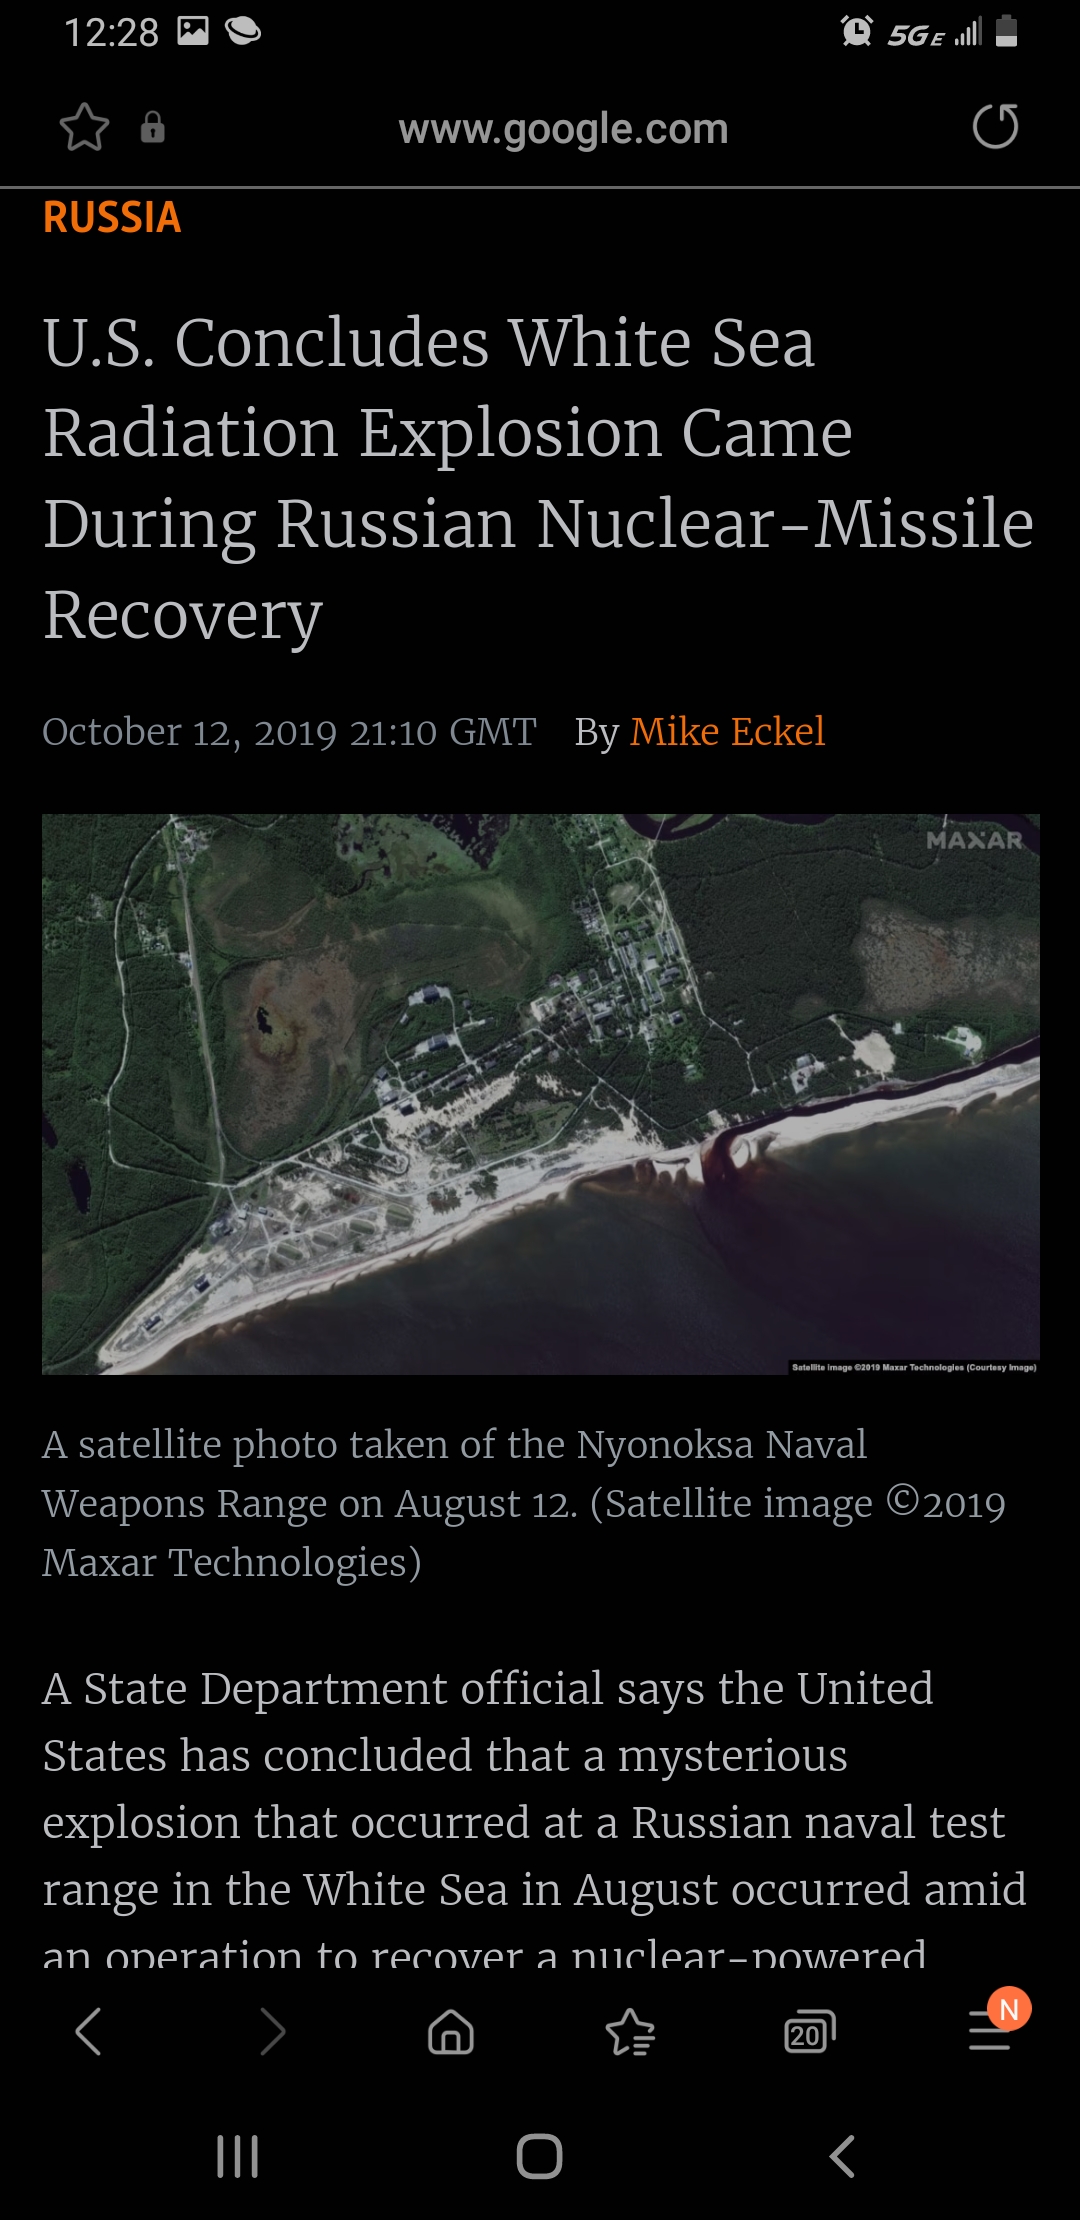 12:28
5GE
www.google.com
RUSSIA
U.S. Concludes White Sea
Radiation Explosion Came
During Russian Nuclear-Missile
Recovery
October 12, 2019 21:10 GMT By Mike Eckel
MAXAR
Satellite image ©2019 Maxar Technologies (Courtesy Image)
A satellite photo taken of the Nyonoksa Naval
Weapons Range on August 12. (Satellite image ©2019
Maxar Technologies)
A State Department official says the United
States has concluded that a mysterious
explosion that occurred at a Russian naval test
range in the White Sea in August occurred amid
an operation to recover a nuclear-powered
20
N